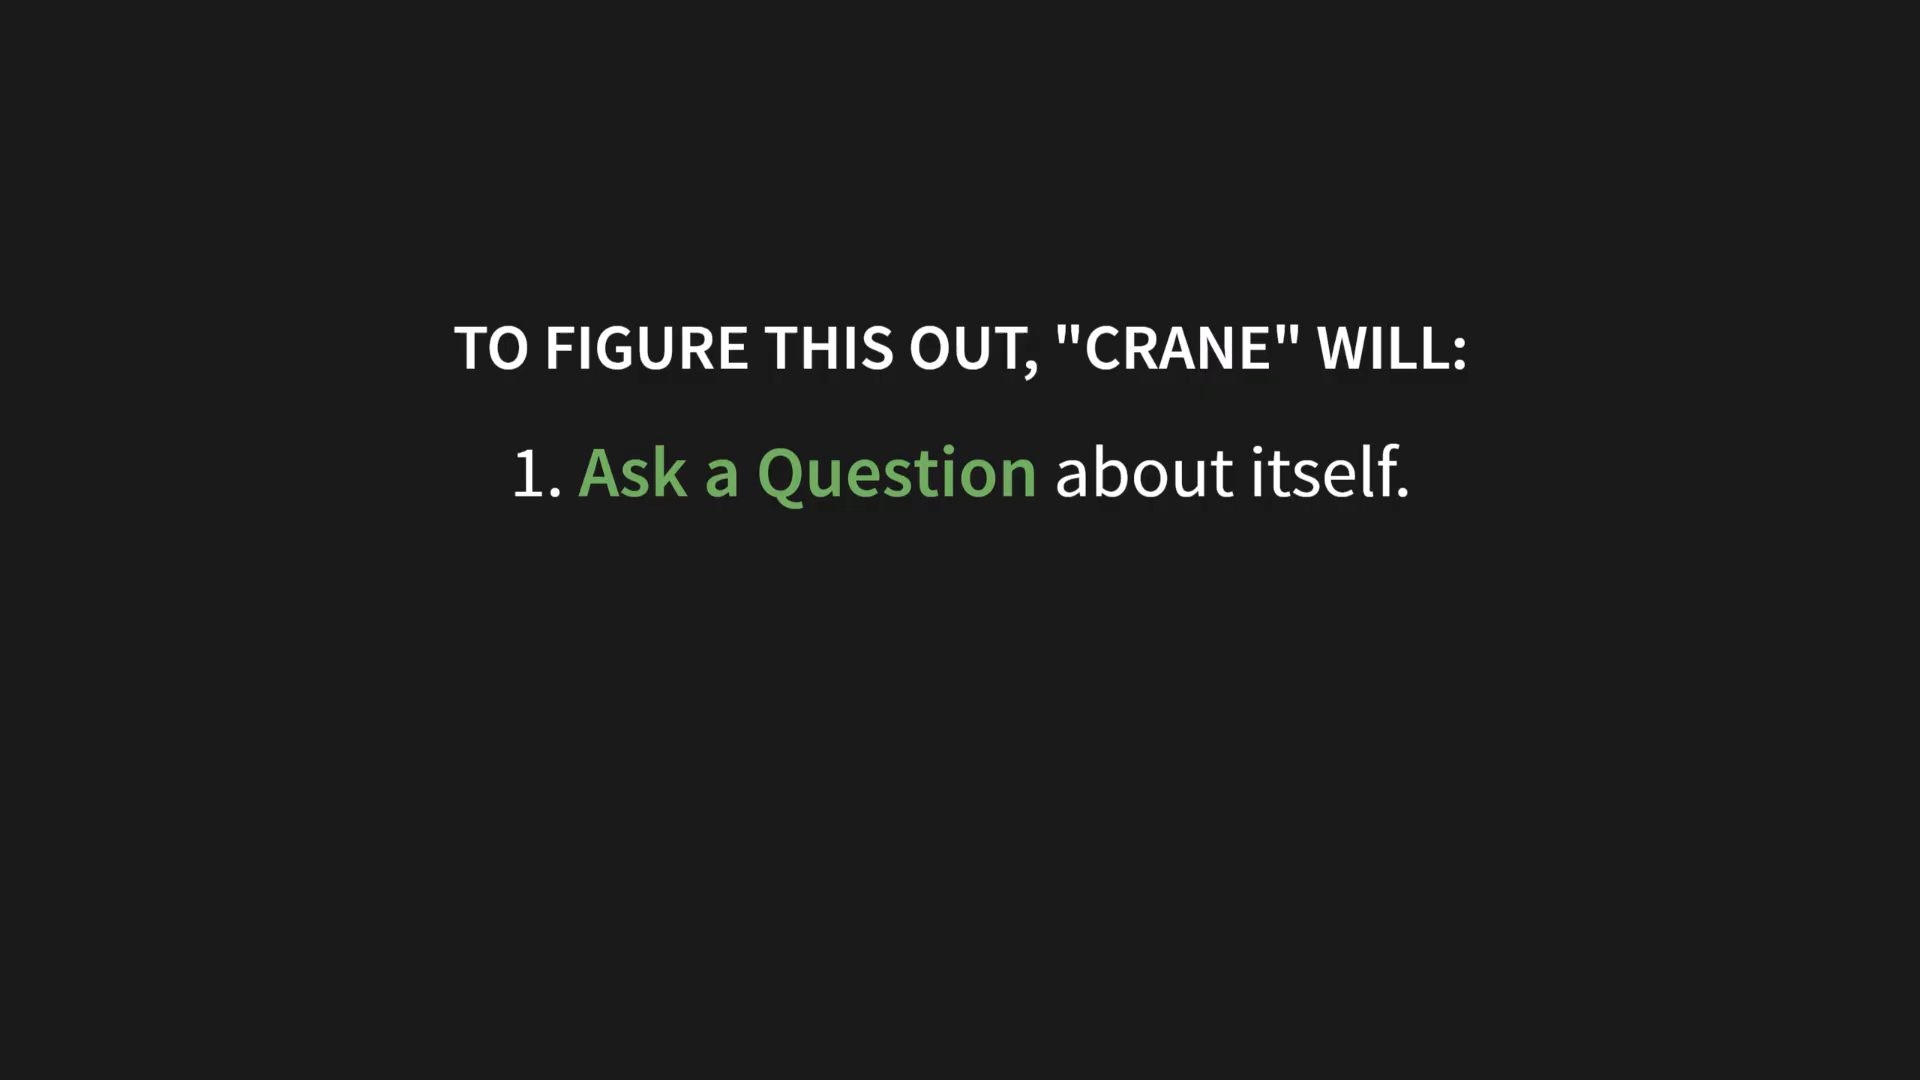 TO FIGURE THIS OUT, "CRANE" WILL:
1. Ask a Question about itself.